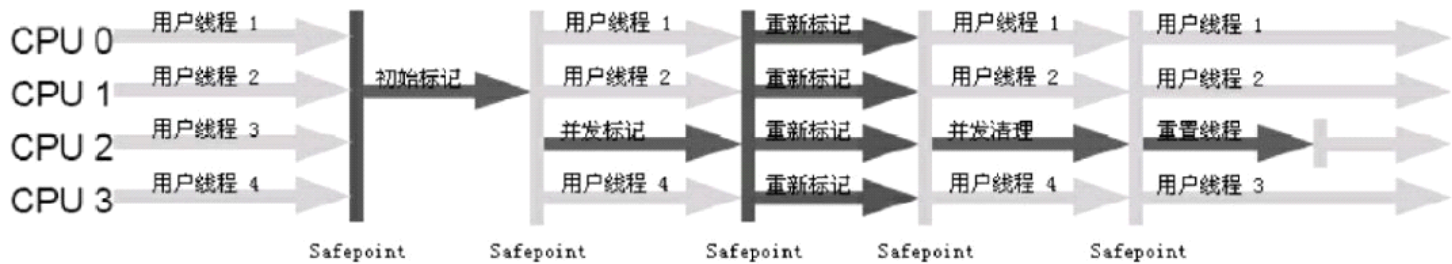 CPU 0 用户线程 1 用户线程 1 重新标记 用户线程 1 用户线程 1
CPU 1 用户线程 2 初始标记 用户线程 2 重新标记 用户线程 2 用户线程 2
CPU 2 用户线程 3 并发标记 重新标记 并发清理 重置线程
CPU 3 用户线程 4 用户线程 4 重新标记 用户线程 4 用户线程 3
Safepoint Safepoint Safepoint Safepoint Safepoint